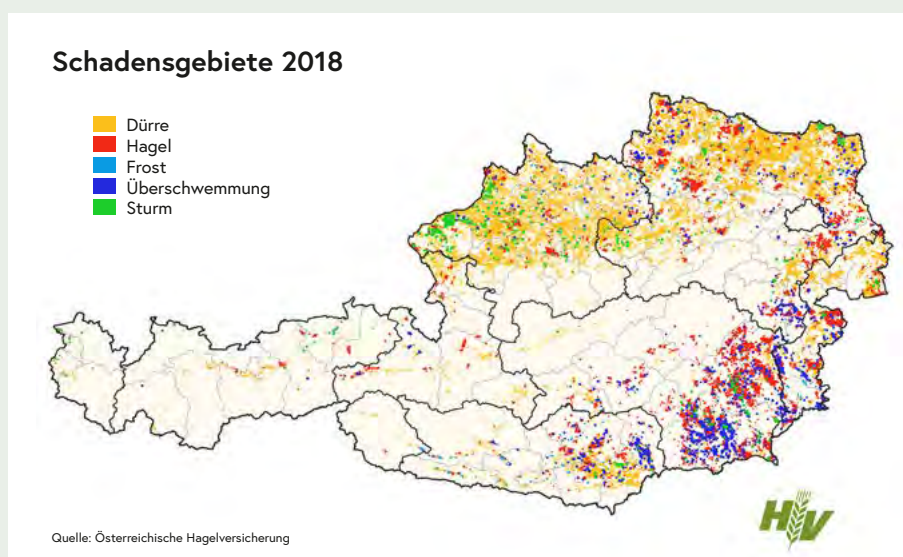 Schadensgebiete 2018
Dürre
Hagel
Frost
Überschwemmung
Sturm
Quelle: Österreichische Hagelversicherung
HV